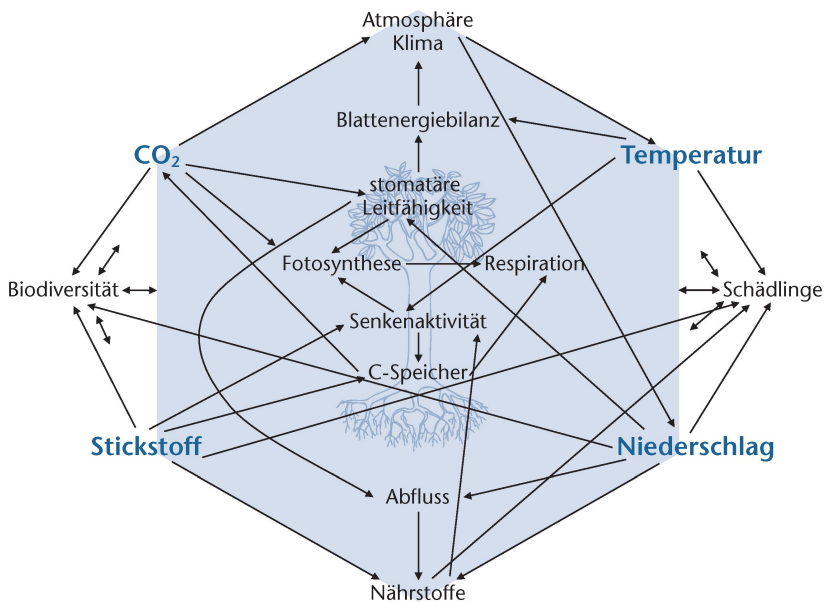 Atmosphäre
Klima
Blattenergiebilanz
CO₂
Temperatur
stomatäre
Leitfähigkeit
Fotosynthese
Respiration
Biodiversität
Schädlinge
Senkenaktivität
C-Speicher
Stickstoff
Niederschlag
Abfluss
Nährstoffe